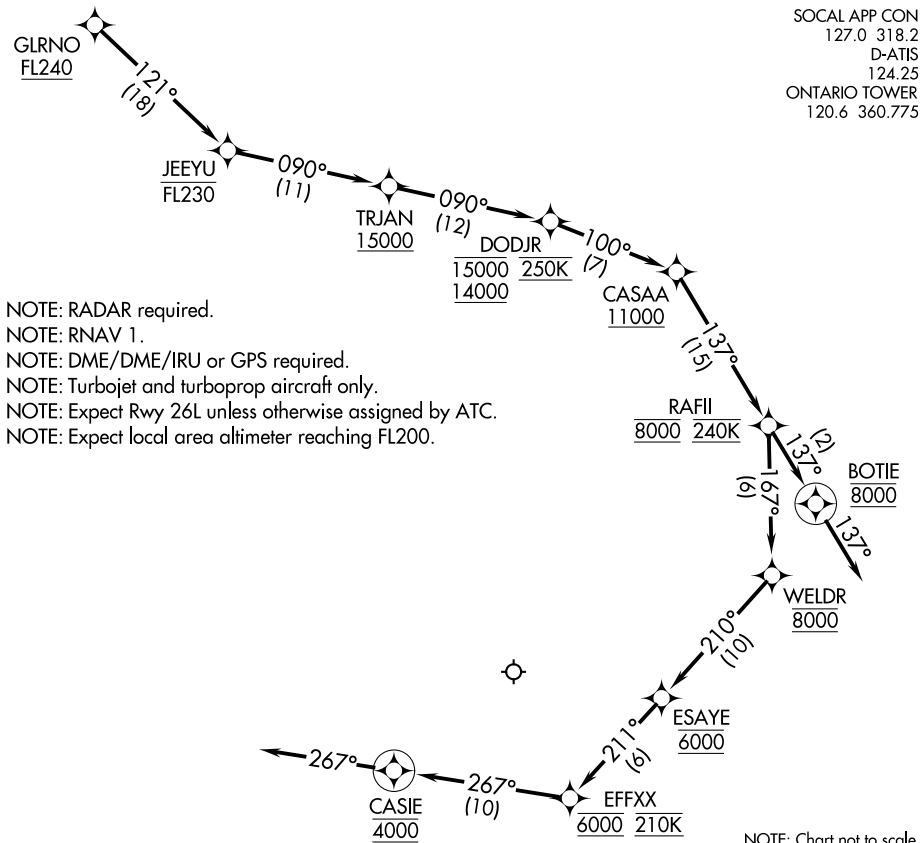 SOCAL APP CON
127.0 318.2
D-ATIS
124.25
ONTARIO TOWER
120.6 360.775
GLRNO
FL240
121°
(18)
JEEYU
FL230
090°
(11)
TRJAN
15000
090°
(12)
DODJR
15000 250K
14000
100°
(7)
CASAA
11000
137°
(15)
NOTE: RADAR required.
NOTE: RNAV 1.
NOTE: DME/DME/IRU or GPS required.
NOTE: Turbojet and turboprop aircraft only.
NOTE: Expect Rwy 26L unless otherwise assigned by ATC.
NOTE: Expect local area altimeter reaching FL200.
RAFII
8000 240K
137°
(2)
BOTIE
8000
137°
167°
(6)
WELDR
8000
210°
(10)
ESAYE
6000
211°
(6)
EFFXX
6000 210K
267°
(10)
CASIE
4000
267°
NOTE: Chart not to scale